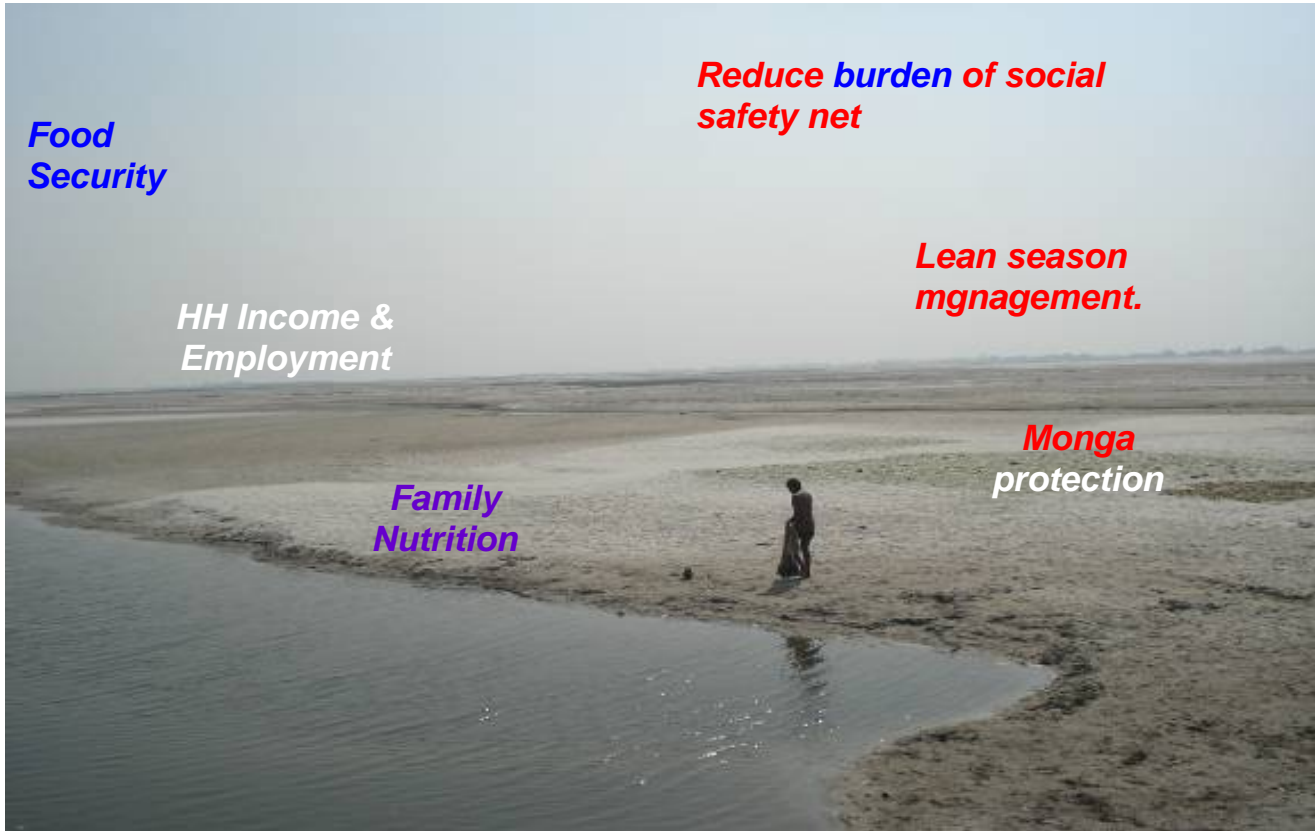 Reduce burden of social
safety net
Food
Security
Lean season
mgnagement.
HH Income &
Employment
Monga
protection
Family
Nutrition